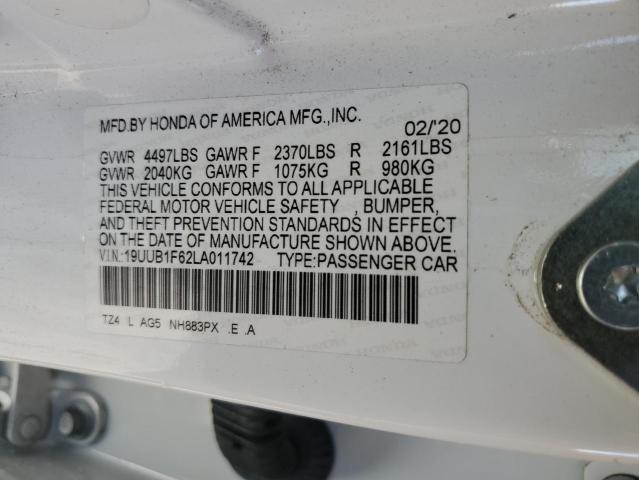 MFD.BY HONDA OF AMERICA MFG.,INC. 02/'20
GVWR 4497LBS GAWR F 2370LBS R 2161LBS
GVWR 2040KG GAWR F 1075KG R 980KG
THIS VEHICLE CONFORMS TO ALL APPLICABLE
FEDERAL MOTOR VEHICLE SAFETY , BUMPER,
AND THEFT PREVENTION STANDARDS IN EFFECT
ON THE DATE OF MANUFACTURE SHOWN ABOVE.
V.I.N.:19UUB1F62LA011742 TYPE:PASSENGER CAR
TZ4 L AG5 NH883PX .E .A